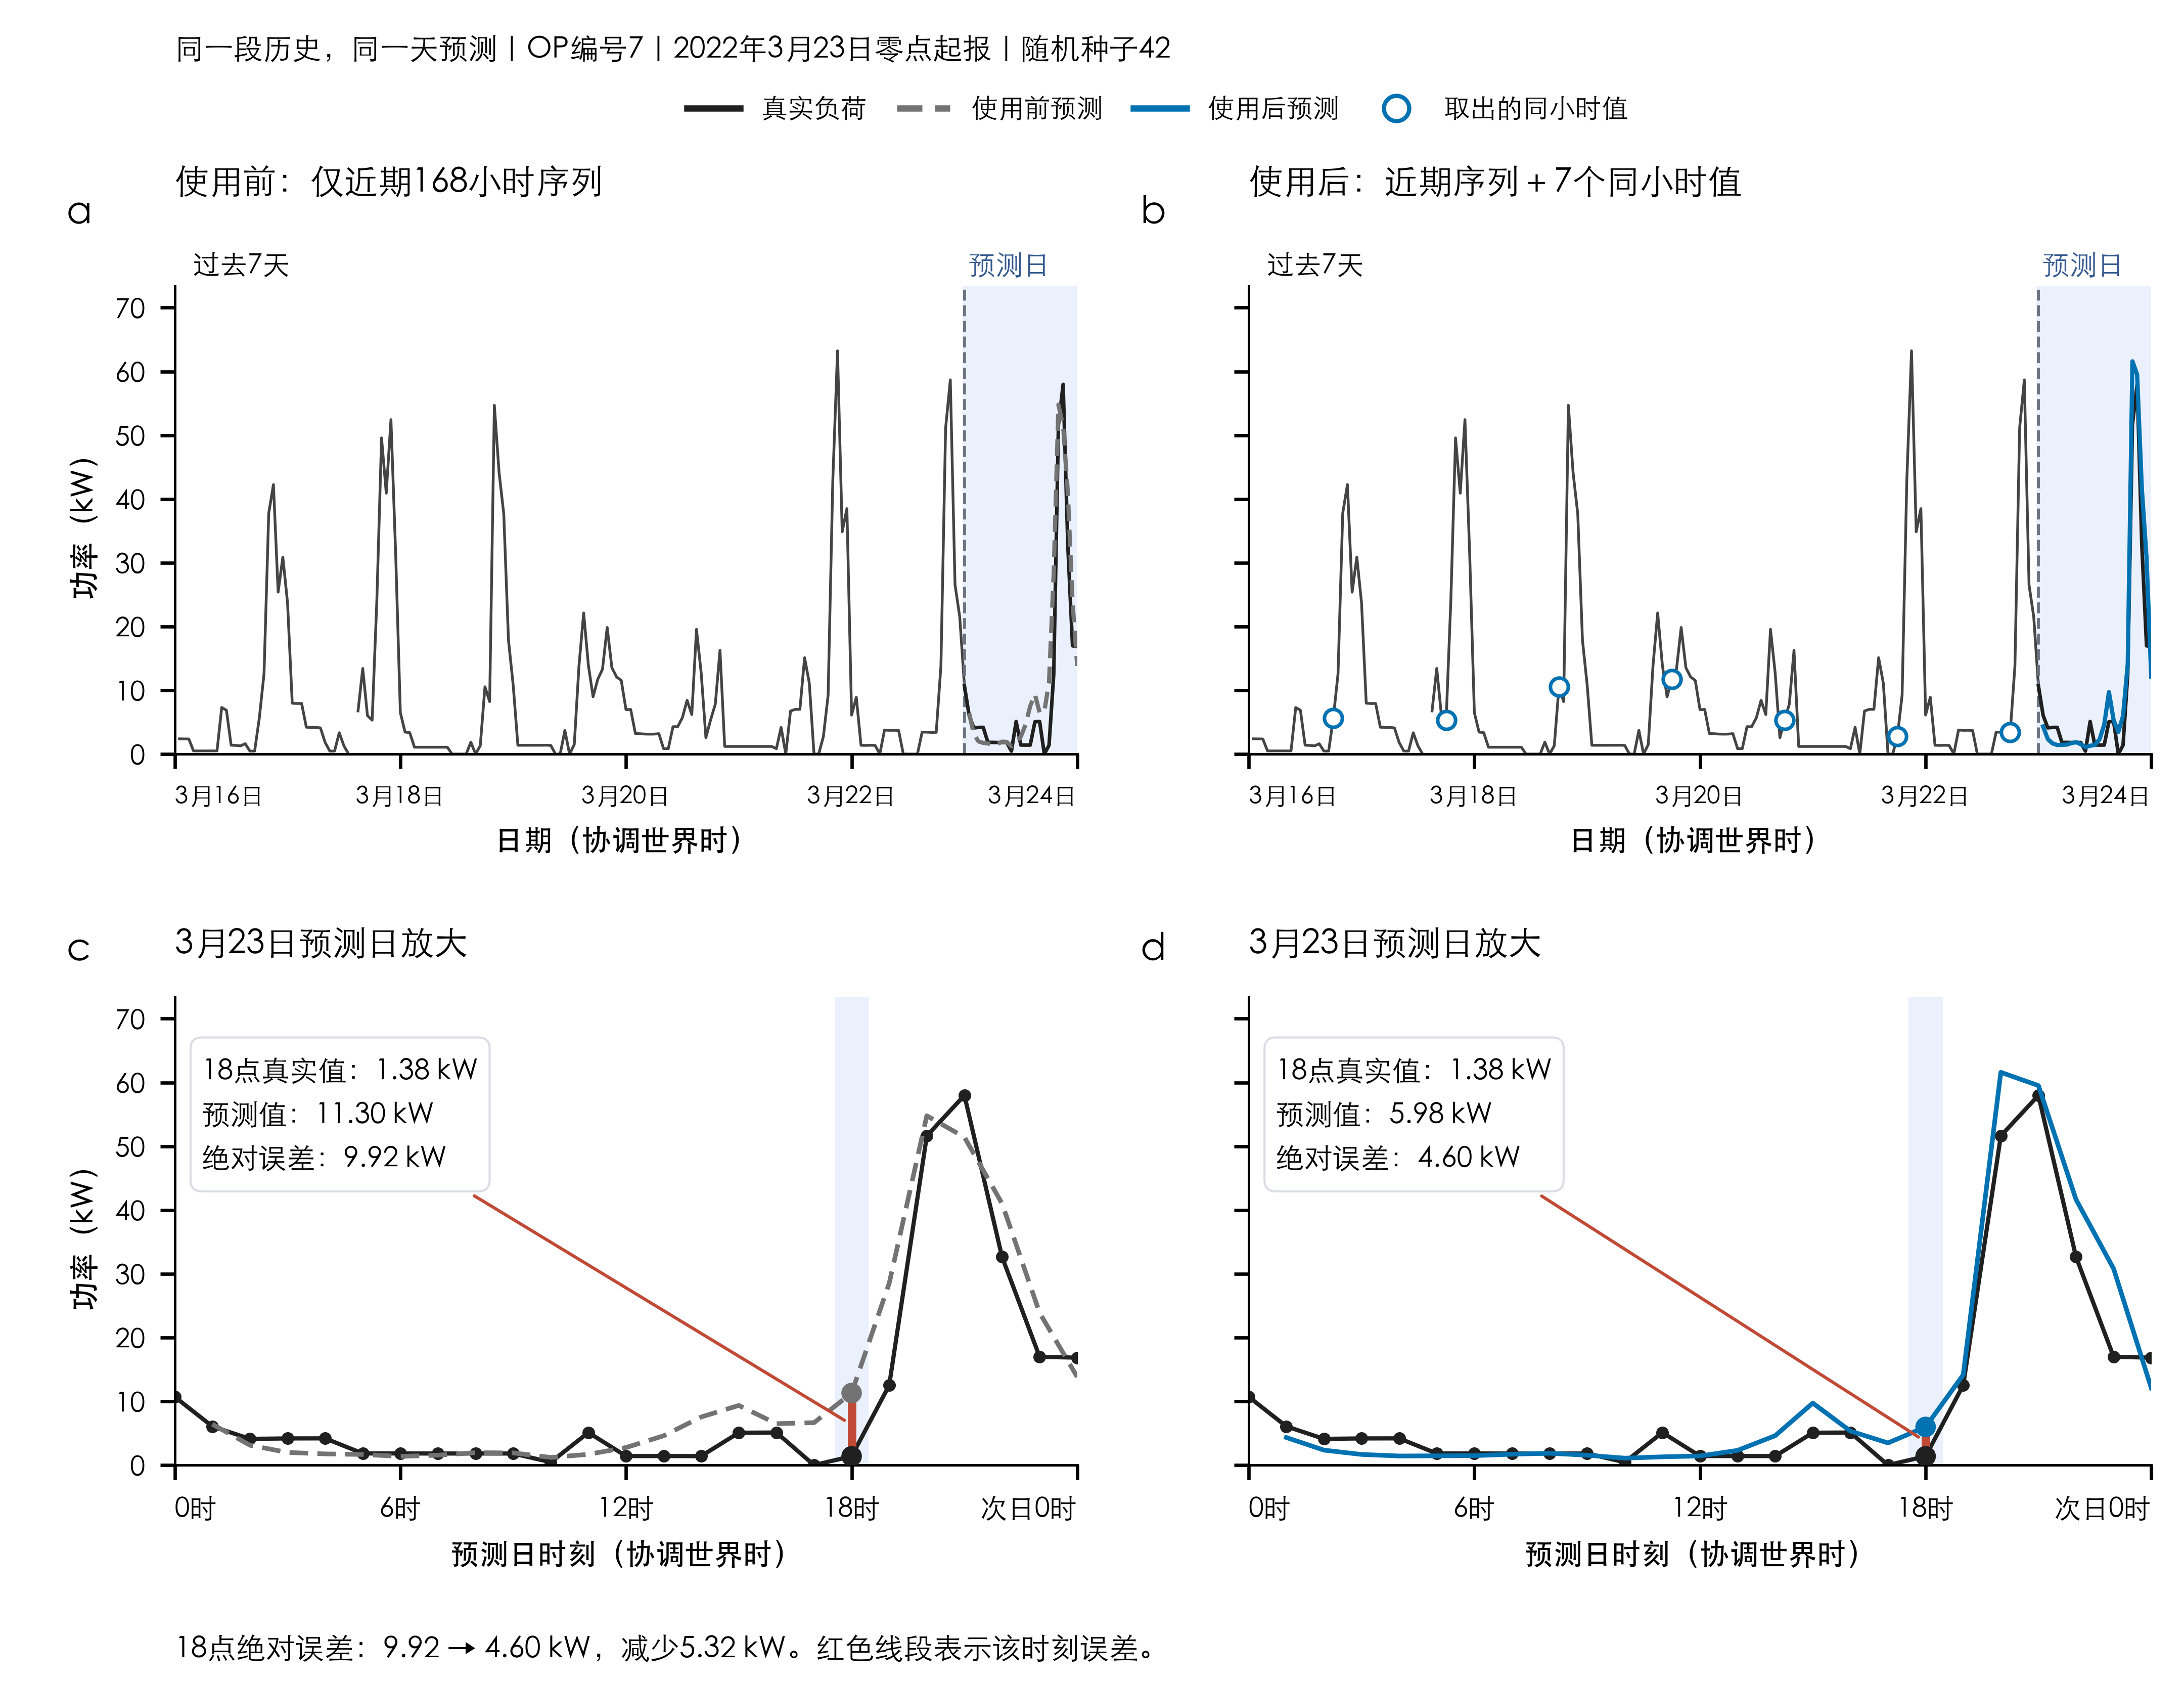 同一段历史，同一天预测 | OP编号7 | 2022年3月23日零点起报 | 随机种子42
真实负荷 使用前预测 使用后预测 取出的同小时值
使用前：仅近期168小时序列
a
过去7天
预测日
70
60
50
40
30
20
10
0
功率（kW）
3月16日 3月18日 3月20日 3月22日 3月24日
日期（协调世界时）
使用后：近期序列＋7个同小时值
b
过去7天
预测日
3月16日 3月18日 3月20日 3月22日 3月24日
日期（协调世界时）
c
3月23日预测日放大
70
60
50
40
30
20
10
0
功率（kW）
18点真实值：1.38 kW
预测值：11.30 kW
绝对误差：9.92 kW
0时 6时 12时 18时 次日0时
预测日时刻（协调世界时）
d
3月23日预测日放大
18点真实值：1.38 kW
预测值：5.98 kW
绝对误差：4.60 kW
0时 6时 12时 18时 次日0时
预测日时刻（协调世界时）
18点绝对误差：9.92 → 4.60 kW，减少5.32 kW。红色线段表示该时刻误差。